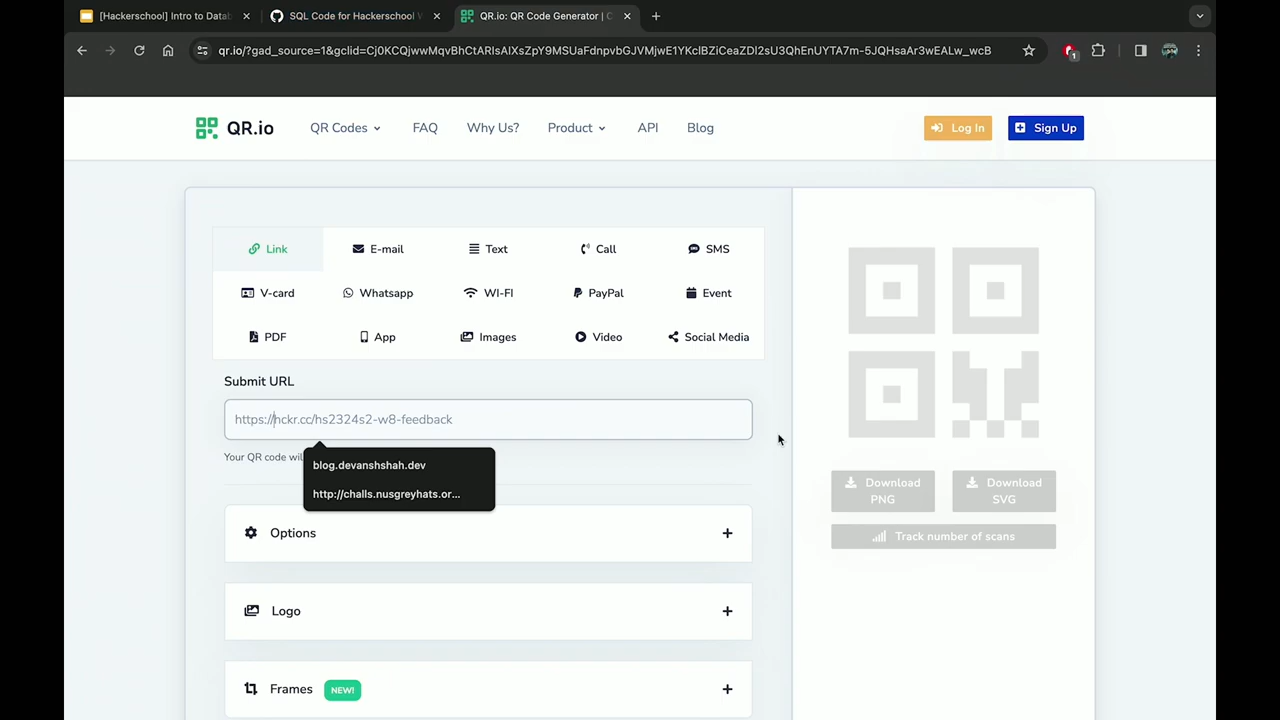 [Hackerschool] Intro to Datab
SQL Code for Hackerschool W
QR.io: QR Code Generator | C
qr.io/?gad_source=1&gclid=Cj0KCQjwwMqvBhCtARIsAIxsZpY9MSUaFdnpvbGJVMjwE1YKclBZiCeaZDl2sU3QhEnUYTA7m-5JQHsaAr3wEALw_wcB
1
QR.io
QR Codes
FAQ
Why Us?
Product
API
Blog
Log In
Sign Up
Link
E-mail
Text
Call
SMS
V-card
Whatsapp
WI-FI
PayPal
Event
PDF
App
Images
Video
Social Media
Submit URL
https://hckr.cc/hs2324s2-w8-feedback
Your QR code wil
blog.devanshshah.dev
http://challs.nusgreyhats.or...
Options
Logo
Frames NEW!
Download PNG
Download SVG
Track number of scans